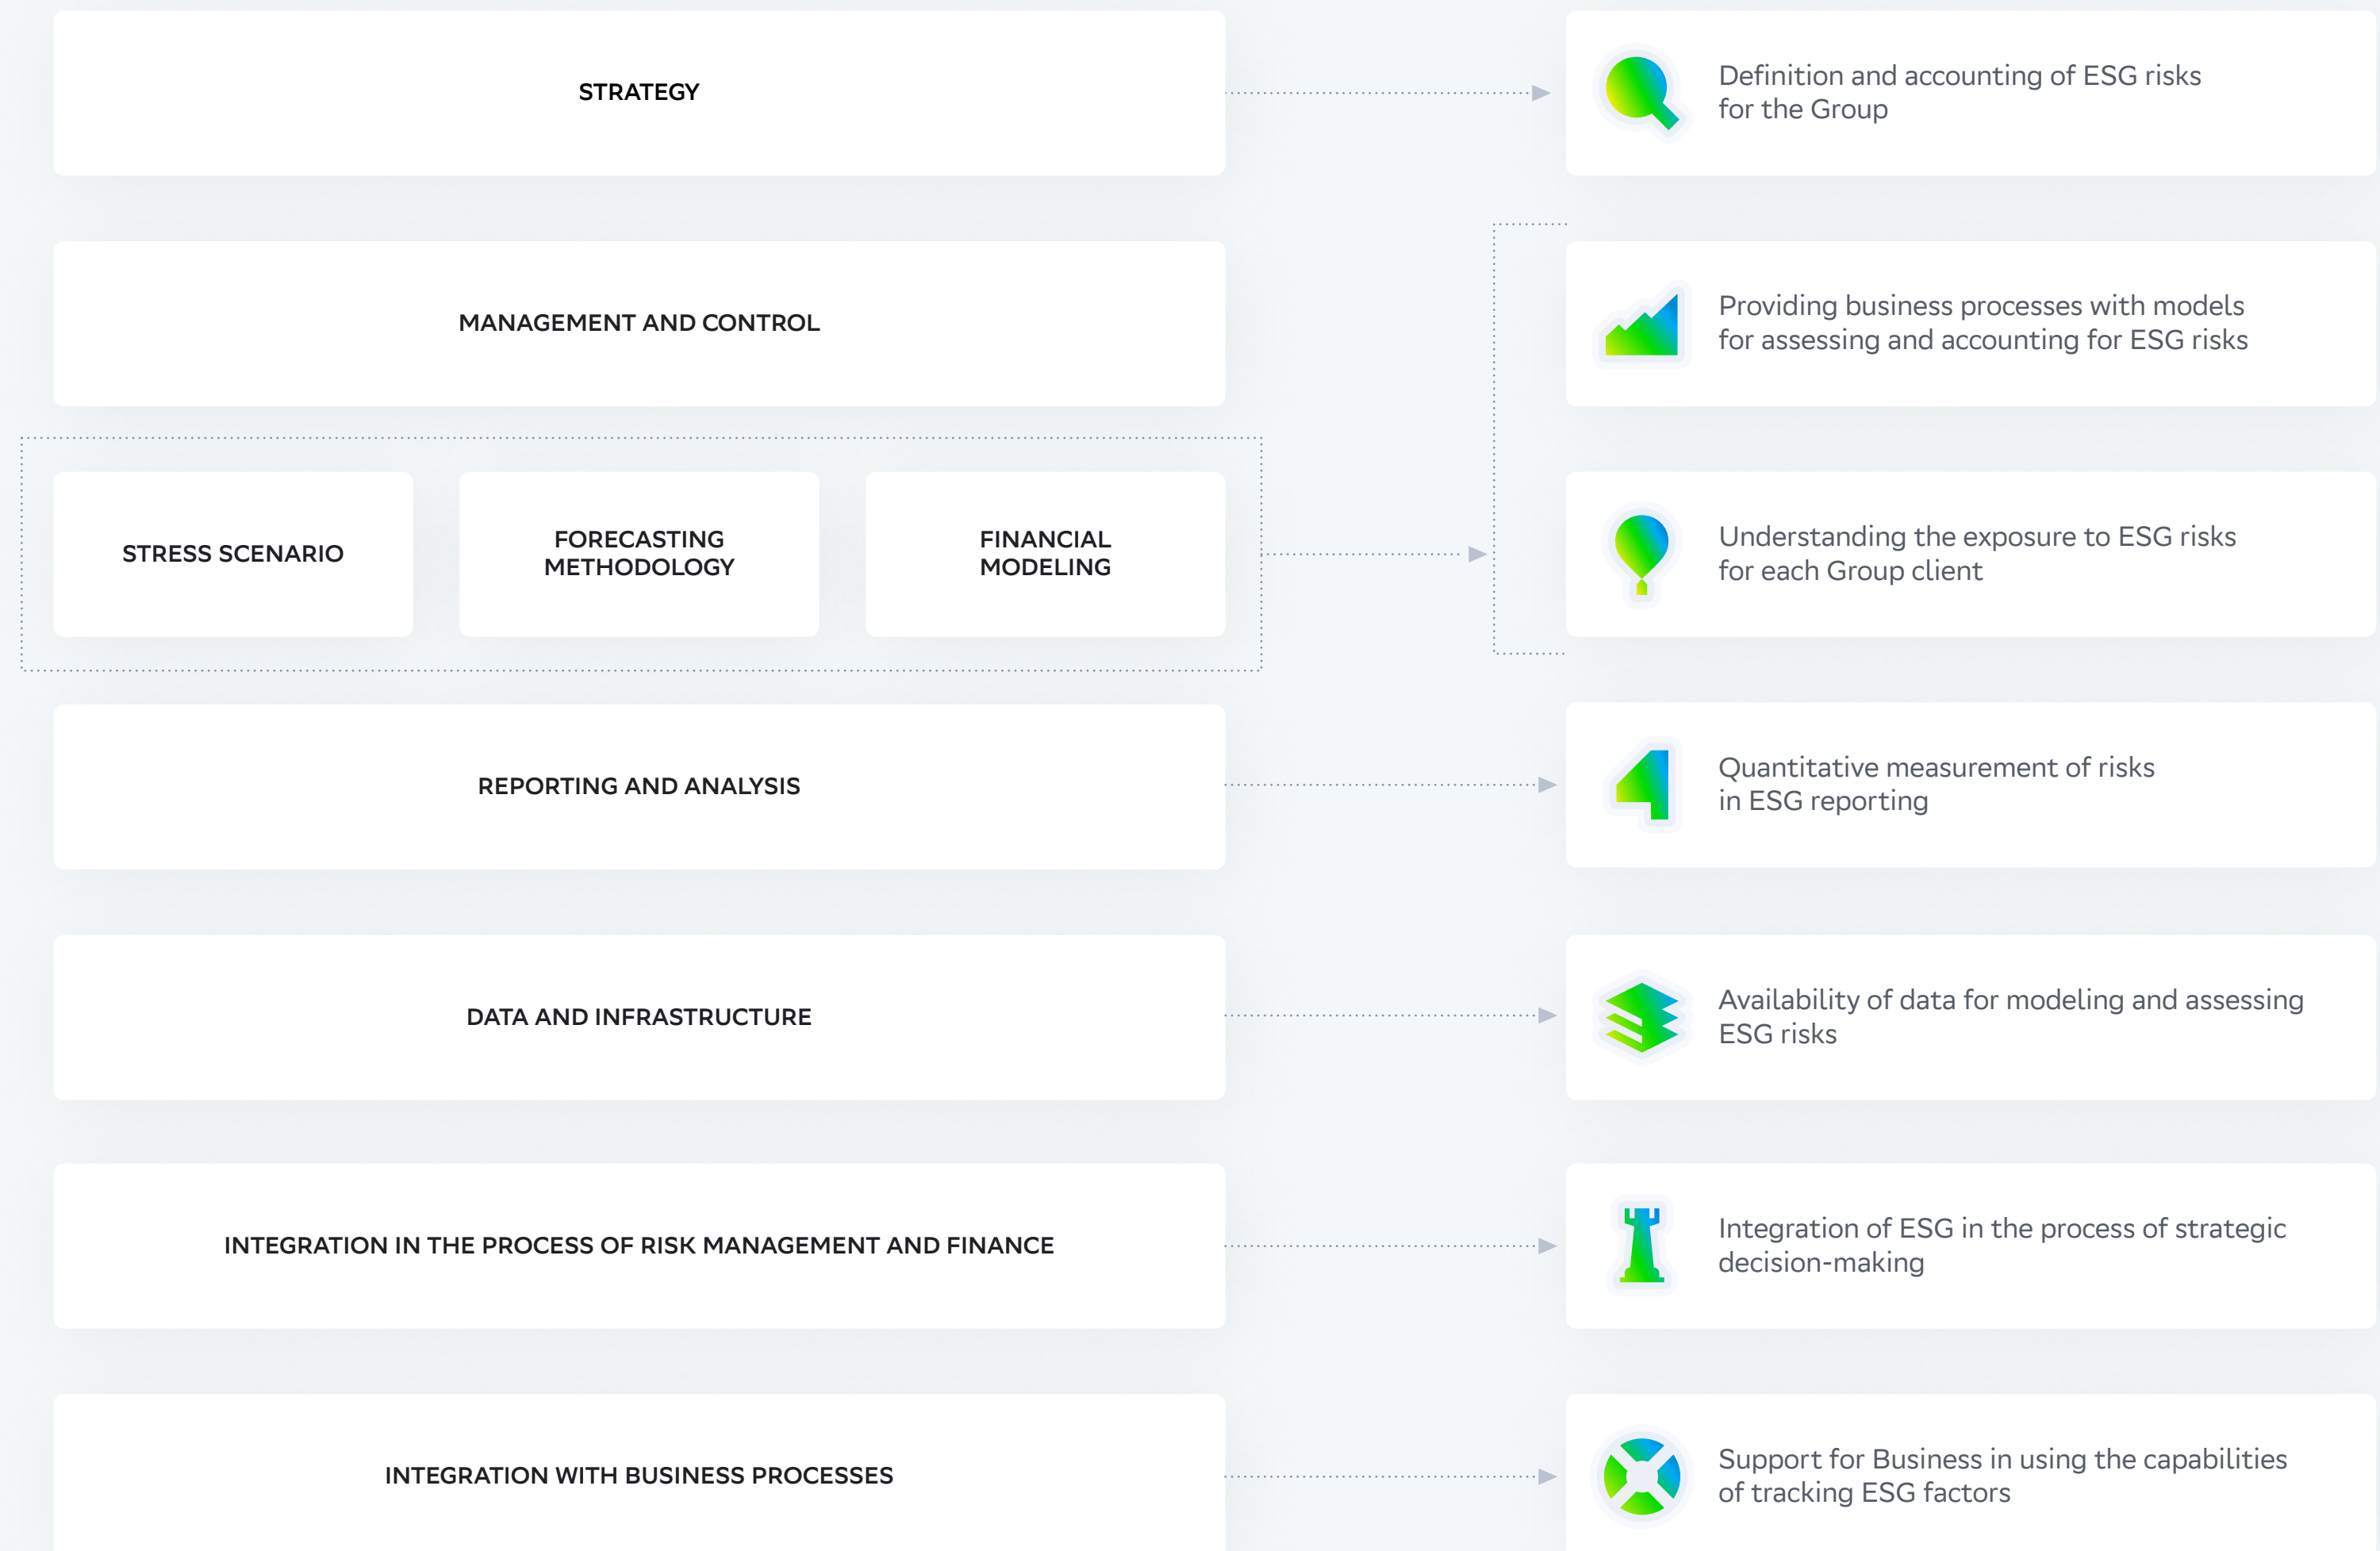 STRATEGY
Definition and accounting of ESG risks
for the Group
MANAGEMENT AND CONTROL
Providing business processes with models
for assessing and accounting for ESG risks
STRESS SCENARIO
FORECASTING
METHODOLOGY
FINANCIAL
MODELING
Understanding the exposure to ESG risks
for each Group client
REPORTING AND ANALYSIS
Quantitative measurement of risks
in ESG reporting
DATA AND INFRASTRUCTURE
Availability of data for modeling and assessing
ESG risks
INTEGRATION IN THE PROCESS OF RISK MANAGEMENT AND FINANCE
Integration of ESG in the process of strategic
decision-making
INTEGRATION WITH BUSINESS PROCESSES
Support for Business in using the capabilities
of tracking ESG factors